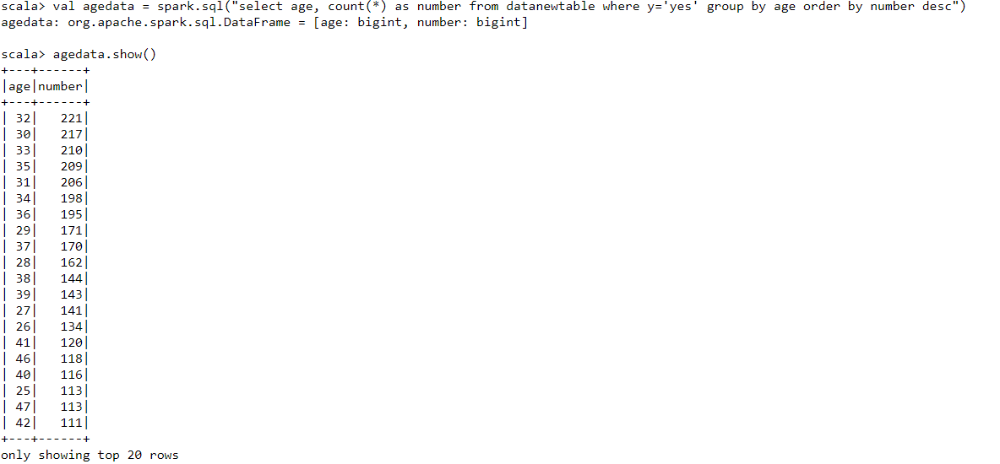 scala> val agedata = spark.sql("select age, count(*) as number from datanewtable where y='yes' group by age order by number desc")
agedata: org.apache.spark.sql.DataFrame = [age: bigint, number: bigint]

scala> agedata.show()
+---+------+
|age|number|
+---+------+
| 32|   221|
| 30|   217|
| 33|   210|
| 35|   209|
| 31|   206|
| 34|   198|
| 36|   195|
| 29|   171|
| 37|   170|
| 28|   162|
| 38|   144|
| 39|   143|
| 27|   141|
| 26|   134|
| 41|   120|
| 46|   118|
| 40|   116|
| 25|   113|
| 47|   113|
| 42|   111|
+---+------+
only showing top 20 rows